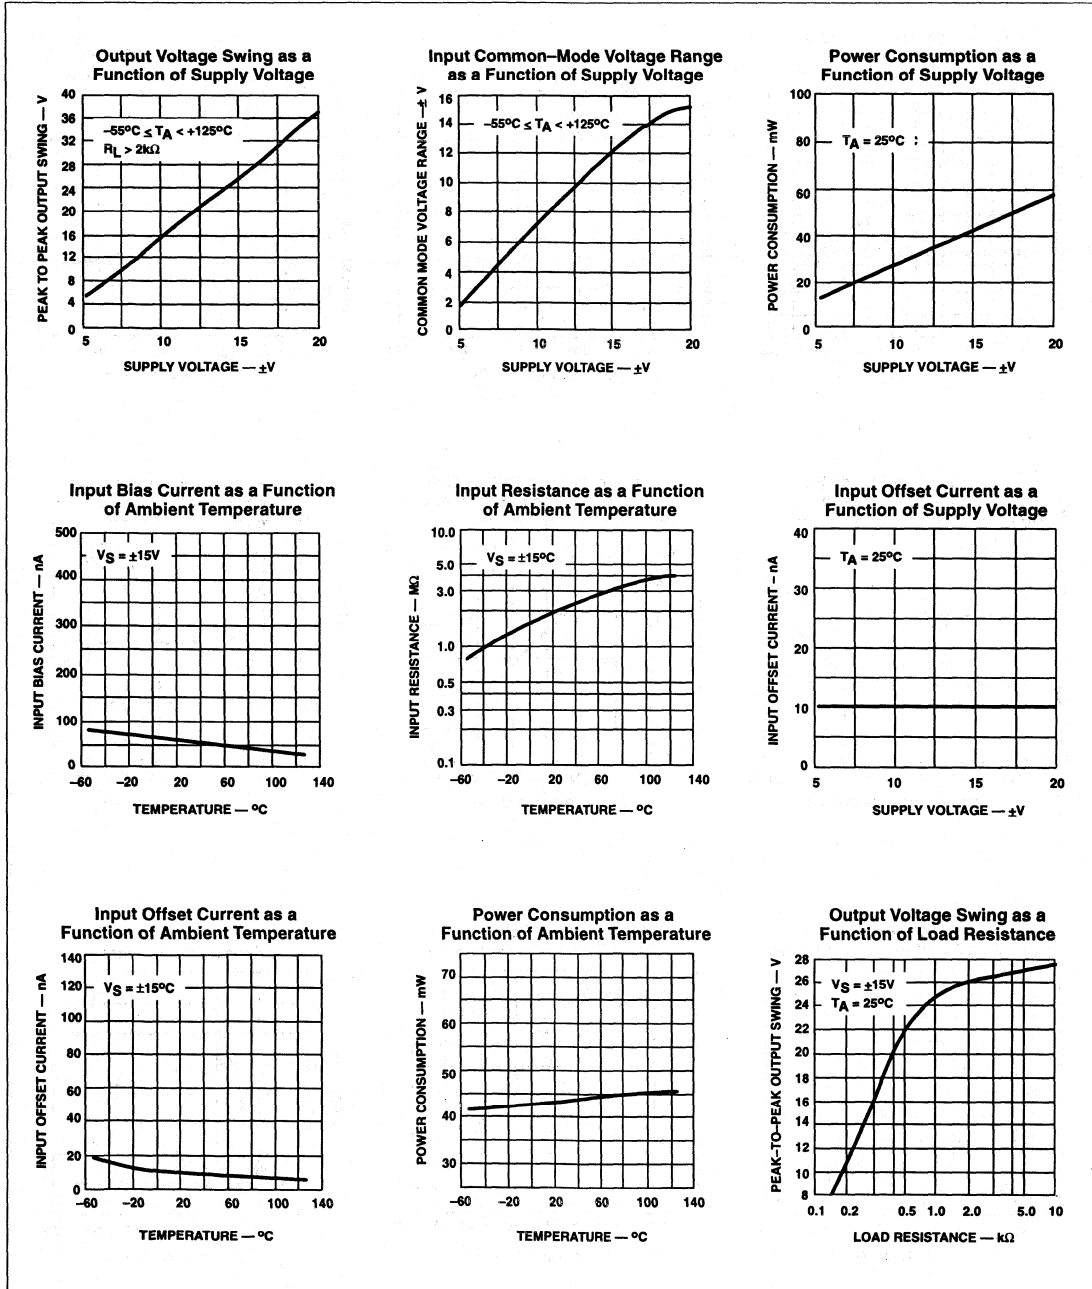 Output Voltage Swing as a
Function of Supply Voltage
PEAK TO PEAK OUTPUT SWING — V
40
36
32
28
24
20
16
12
8
4
0
–55ºC ≤ TA < +125ºC
RL > 2kΩ
5
10
15
20
SUPPLY VOLTAGE — ±V
Input Common–Mode Voltage Range
as a Function of Supply Voltage
COMMON MODE VOLTAGE RANGE — ± V
16
14
12
10
8
6
4
2
0
–55ºC ≤ TA < +125ºC
5
10
15
20
SUPPLY VOLTAGE — ±V
Power Consumption as a
Function of Supply Voltage
POWER CONSUMPTION — mW
100
80
60
40
20
0
TA = 25ºC :
5
10
15
20
SUPPLY VOLTAGE — ±V
Input Bias Current as a Function
of Ambient Temperature
INPUT BIAS CURRENT — nA
500
400
300
200
100
0
VS = ±15V
–60
–20
20
60
100
140
TEMPERATURE — ºC
Input Resistance as a Function
of Ambient Temperature
INPUT RESISTANCE — MΩ
10.0
5.0
3.0
1.0
0.5
0.3
0.1
VS = ±15ºC
–60
–20
20
60
100
140
TEMPERATURE — ºC
Input Offset Current as a
Function of Supply Voltage
INPUT OFFSET CURRENT – nA
40
30
20
10
0
TA = 25ºC
5
10
15
20
SUPPLY VOLTAGE — ±V
Input Offset Current as a
Function of Ambient Temperature
INPUT OFFSET CURRENT — nA
140
120
100
80
60
40
20
0
VS = ±15ºC
–60
–20
20
60
100
140
TEMPERATURE — ºC
Power Consumption as a
Function of Ambient Temperature
POWER CONSUMPTION — mW
70
60
50
40
30
–60
–20
20
60
100
140
TEMPERATURE — ºC
Output Voltage Swing as a
Function of Load Resistance
PEAK–TO–PEAK OUTPUT SWING — V
28
26
24
22
20
18
16
14
12
10
8
VS = ±15V
TA = 25ºC
0.1
0.2
0.5
1.0
2.0
5.0
10
LOAD RESISTANCE — kΩ